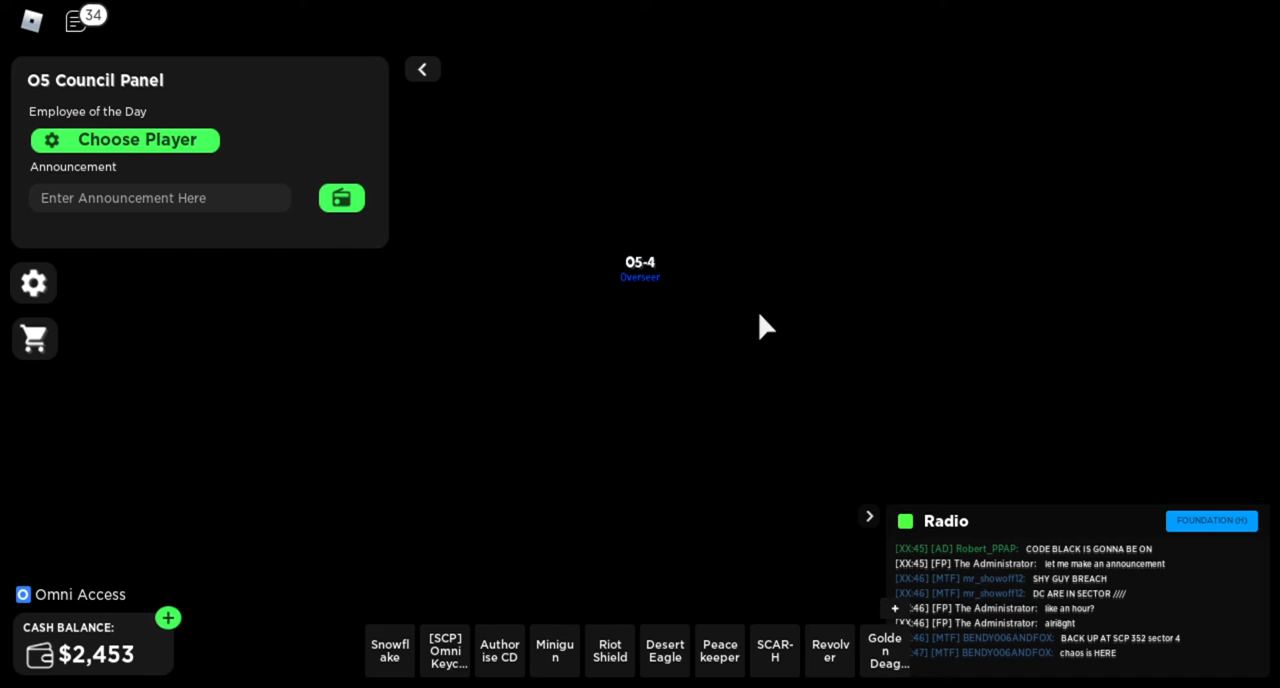 34
O5 Council Panel
Employee of the Day
Choose Player
Announcement
Enter Announcement Here
O5-4
Overseer
Radio
FOUNDATION (H)
[XX:45] [AD] Robert_PPAP: CODE BLACK IS GONNA BE ON
[XX:45] [FP] The Administrator: let me make an announcement
[XX:46] [MTF] mr_showoff12: SHY GUY BREACH
[XX:46] [MTF] mr_showoff12: DC ARE IN SECTOR ////
:46] [FP] The Administrator: like an hour?
[XX:46] [FP] The Administrator: alri8ght
:46] [MTF] BENDY006ANDFOX: BACK UP AT SCP 352 sector 4
:47] [MTF] BENDY006ANDFOX: chaos is HERE
+
O Omni Access
CASH BALANCE:
$2,453
+
Snowfl
ake
[SCP]
Omni
Keyc...
Author
ise CD
Minigu
n
Riot
Shield
Desert
Eagle
Peace
keeper
SCAR-
H
Revolv
er
Golde
n
Deag...